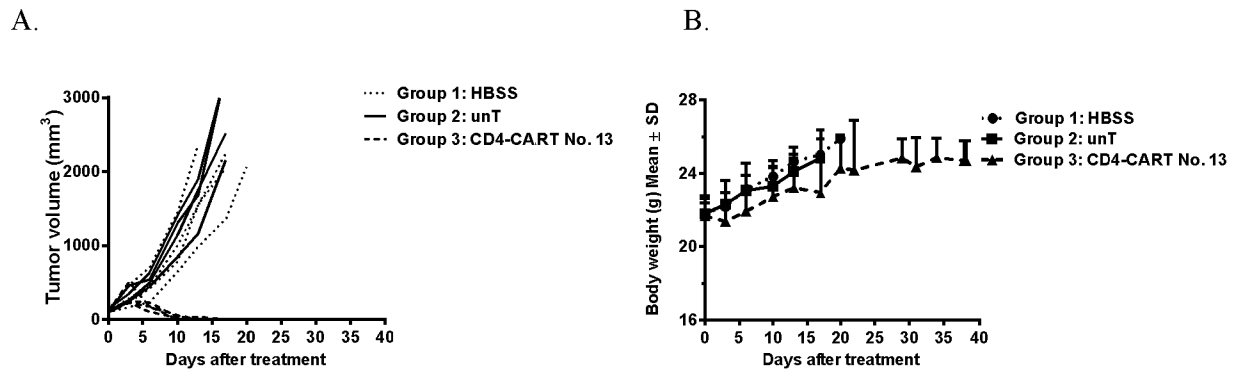 A.
B.
Tumor volume (mm3)
3000
2000
1000
0
0 5 10 15 20 25 30 35 40
Days after treatment
Group 1: HBSS
Group 2: unT
Group 3: CD4-CART No. 13
Body weight (g) Mean ± SD
28
24
20
16
0 5 10 15 20 25 30 35 40
Days after treatment
Group 1: HBSS
Group 2: unT
Group 3: CD4-CART No. 13